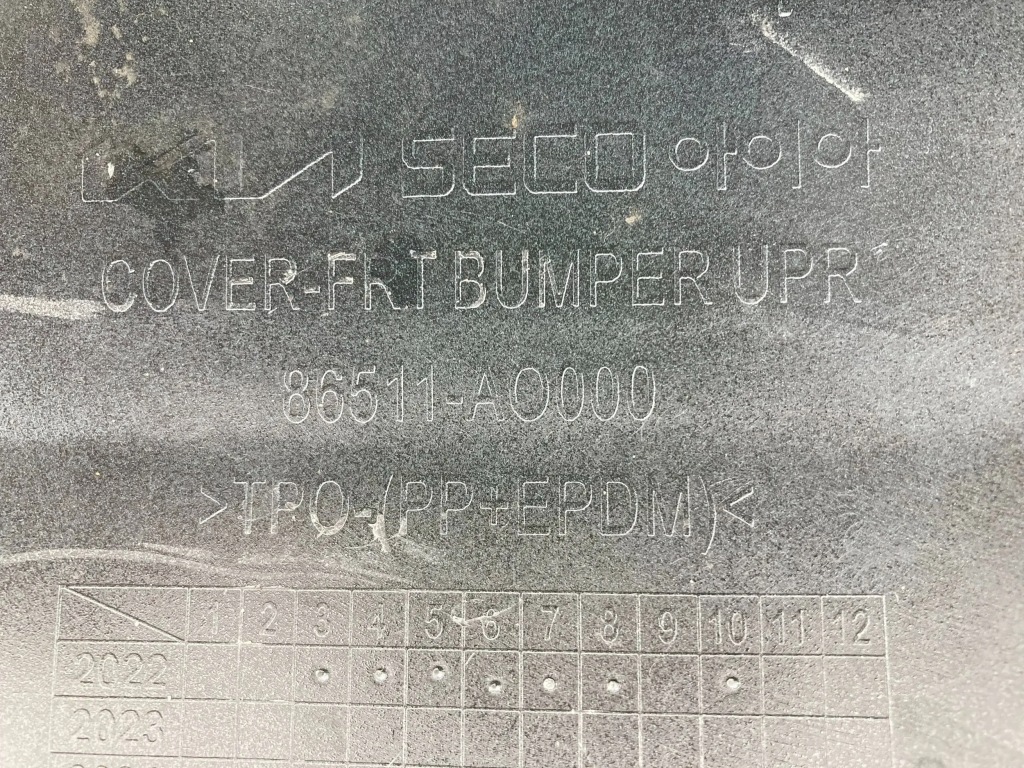 KIA SECO 아이아
COVER-FRT BUMPER UPR
86511-AO000
>TPO-(PP+EPDM)<
1 2 3 4 5 6 7 8 9 10 11 12
2022
2023